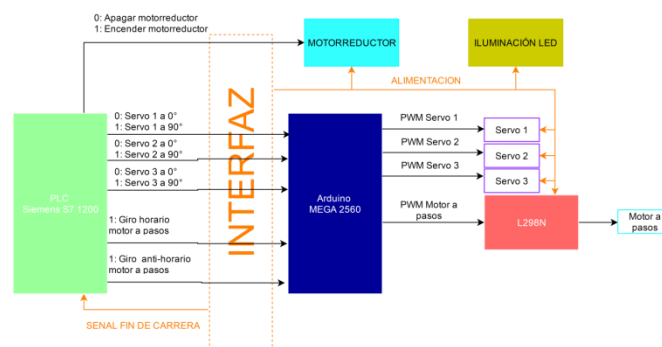 0: Apagar motorreductor
1: Encender motorreductor
MOTORREDUCTOR
ILUMINACIÓN LED
ALIMENTACION
INTERFAZ
PLC
Siemens S7 1200
0: Servo 1 a 0°
1: Servo 1 a 90°
0: Servo 2 a 0°
1: Servo 2 a 90°
0: Servo 3 a 0°
1: Servo 3 a 90°
1: Giro horario
motor a pasos
1: Giro anti-horario
motor a pasos
SENAL FIN DE CARRERA
Arduino
MEGA 2560
PWM Servo 1
PWM Servo 2
PWM Servo 3
PWM Motor a
pasos
Servo 1
Servo 2
Servo 3
L298N
Motor a
pasos